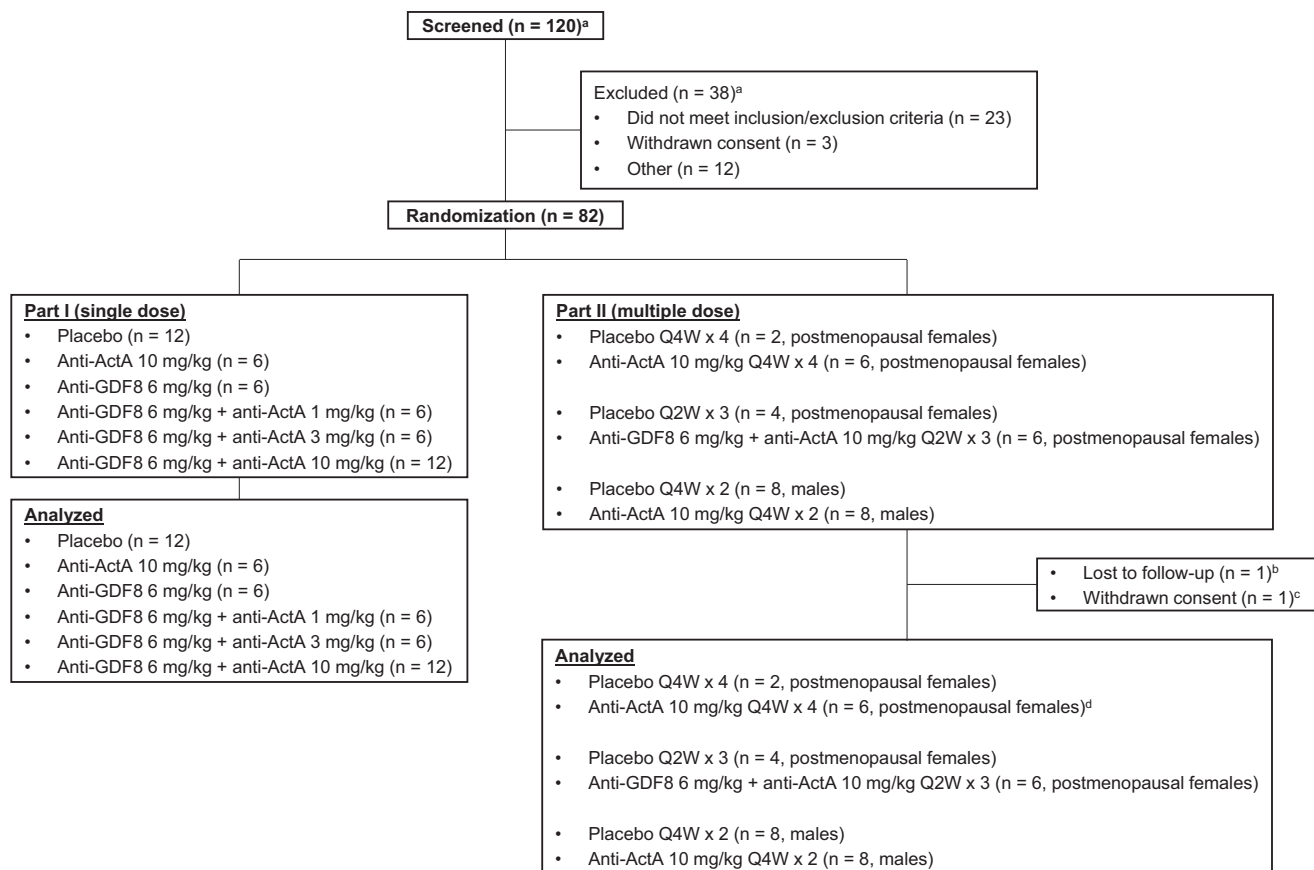 Screened (n = 120)a
Excluded (n = 38)a
• Did not meet inclusion/exclusion criteria (n = 23)
• Withdrawn consent (n = 3)
• Other (n = 12)
Randomization (n = 82)
Part I (single dose)
• Placebo (n = 12)
• Anti-ActA 10 mg/kg (n = 6)
• Anti-GDF8 6 mg/kg (n = 6)
• Anti-GDF8 6 mg/kg + anti-ActA 1 mg/kg (n = 6)
• Anti-GDF8 6 mg/kg + anti-ActA 3 mg/kg (n = 6)
• Anti-GDF8 6 mg/kg + anti-ActA 10 mg/kg (n = 12)
Analyzed
• Placebo (n = 12)
• Anti-ActA 10 mg/kg (n = 6)
• Anti-GDF8 6 mg/kg (n = 6)
• Anti-GDF8 6 mg/kg + anti-ActA 1 mg/kg (n = 6)
• Anti-GDF8 6 mg/kg + anti-ActA 3 mg/kg (n = 6)
• Anti-GDF8 6 mg/kg + anti-ActA 10 mg/kg (n = 12)
Part II (multiple dose)
• Placebo Q4W x 4 (n = 2, postmenopausal females)
• Anti-ActA 10 mg/kg Q4W x 4 (n = 6, postmenopausal females)
• Placebo Q2W x 3 (n = 4, postmenopausal females)
• Anti-GDF8 6 mg/kg + anti-ActA 10 mg/kg Q2W x 3 (n = 6, postmenopausal females)
• Placebo Q4W x 2 (n = 8, males)
• Anti-ActA 10 mg/kg Q4W x 2 (n = 8, males)
• Lost to follow-up (n = 1)b
• Withdrawn consent (n = 1)c
Analyzed
• Placebo Q4W x 4 (n = 2, postmenopausal females)
• Anti-ActA 10 mg/kg Q4W x 4 (n = 6, postmenopausal females)d
• Placebo Q2W x 3 (n = 4, postmenopausal females)
• Anti-GDF8 6 mg/kg + anti-ActA 10 mg/kg Q2W x 3 (n = 6, postmenopausal females)
• Placebo Q4W x 2 (n = 8, males)
• Anti-ActA 10 mg/kg Q4W x 2 (n = 8, males)